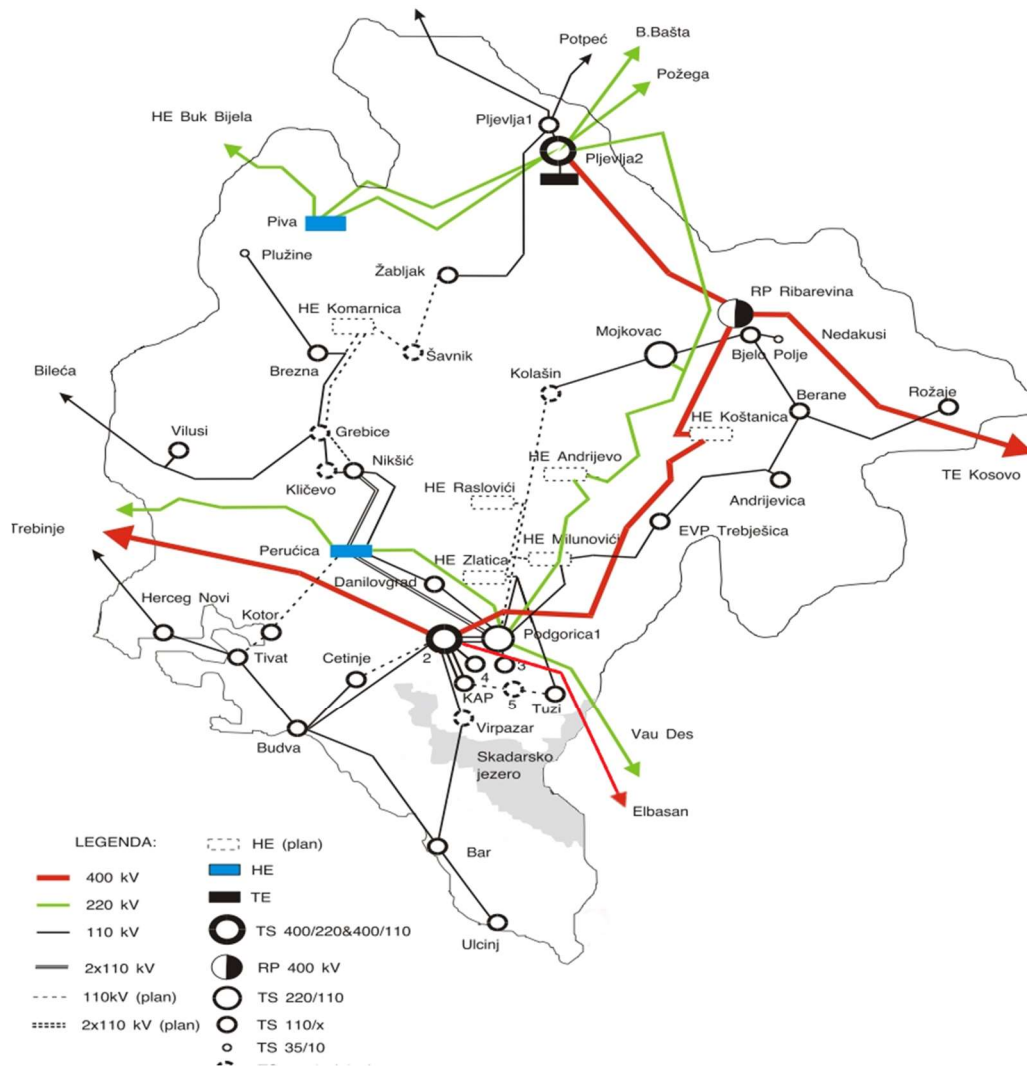 Potpeć
B.Bašta
Požega
HE Buk Bijela
Pljevlja1
Pljevlja2
Piva
Plužine
Žabljak
RP Ribarevina
HE Komarnica
Mojkovac
Nedakusi
Šavnik
Bjelo Polje
Brezna
Kolašin
Bileća
Berane
Rožaje
HE Koštanica
Vilusi
Grebice
HE Andrijevo
Nikšić
TE Kosovo
Kličevo
HE Raslovići
Andrijevica
Trebinje
EVP Trebješica
HE Milunovići
Perućica
HE Zlatica
Danilovgrad
Herceg Novi
Kotor
Podgorica1
2
Tivat
Cetinje
4
3
KAP
5
Tuzi
Virpazar
Budva
Vau Des
Skadarsko
jezero
Elbasan
Bar
Ulcinj
LEGENDA:
400 kV
220 kV
110 kV
2x110 kV
110kV (plan)
2x110 kV (plan)
HE (plan)
HE
TE
TS 400/220&400/110
RP 400 kV
TS 220/110
TS 110/x
TS 35/10